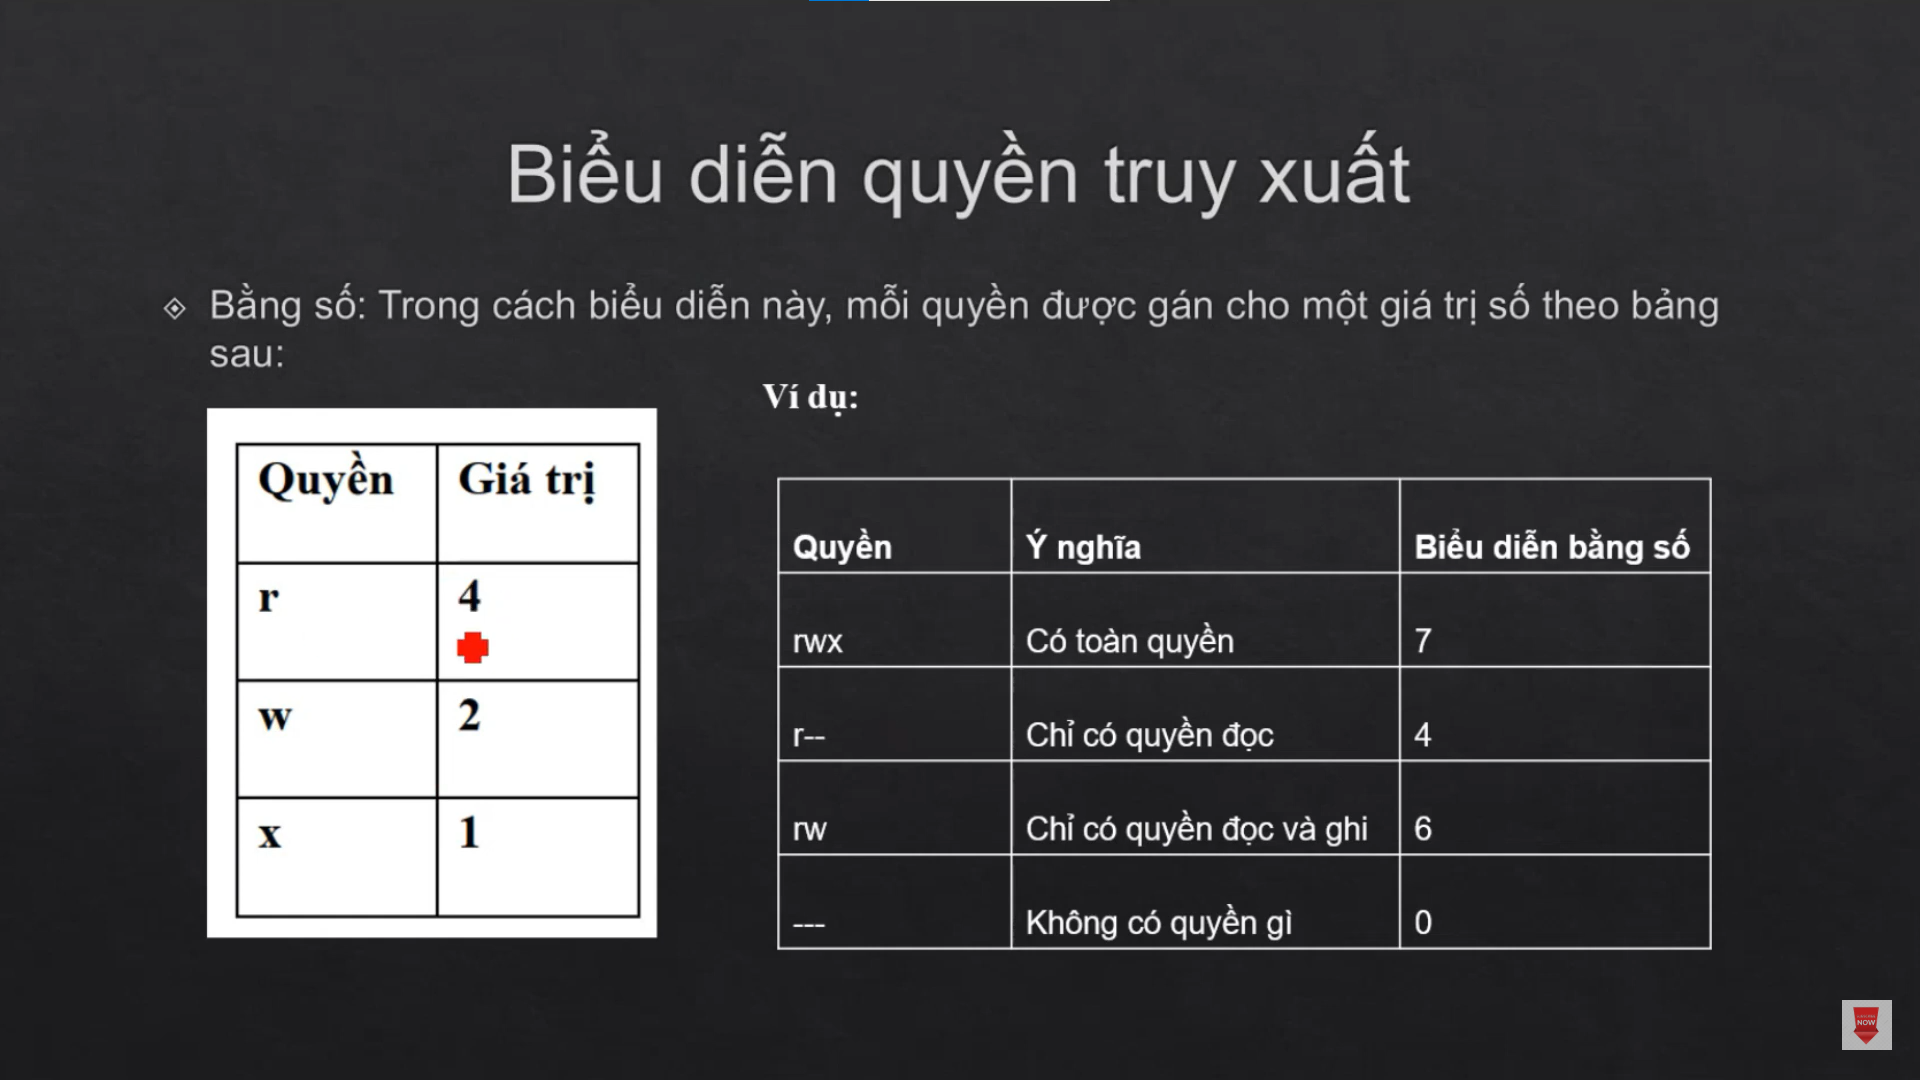 Biểu diễn quyền truy xuất
Bằng số: Trong cách biểu diễn này, mỗi quyền được gán cho một giá trị số theo bảng
sau:
Ví dụ:
Quyền Giá trị
r 4
w 2
x 1
Quyền Ý nghĩa Biểu diễn bằng số
rwx Có toàn quyền 7
r-- Chỉ có quyền đọc 4
rw Chỉ có quyền đọc và ghi 6
--- Không có quyền gì 0
NOW